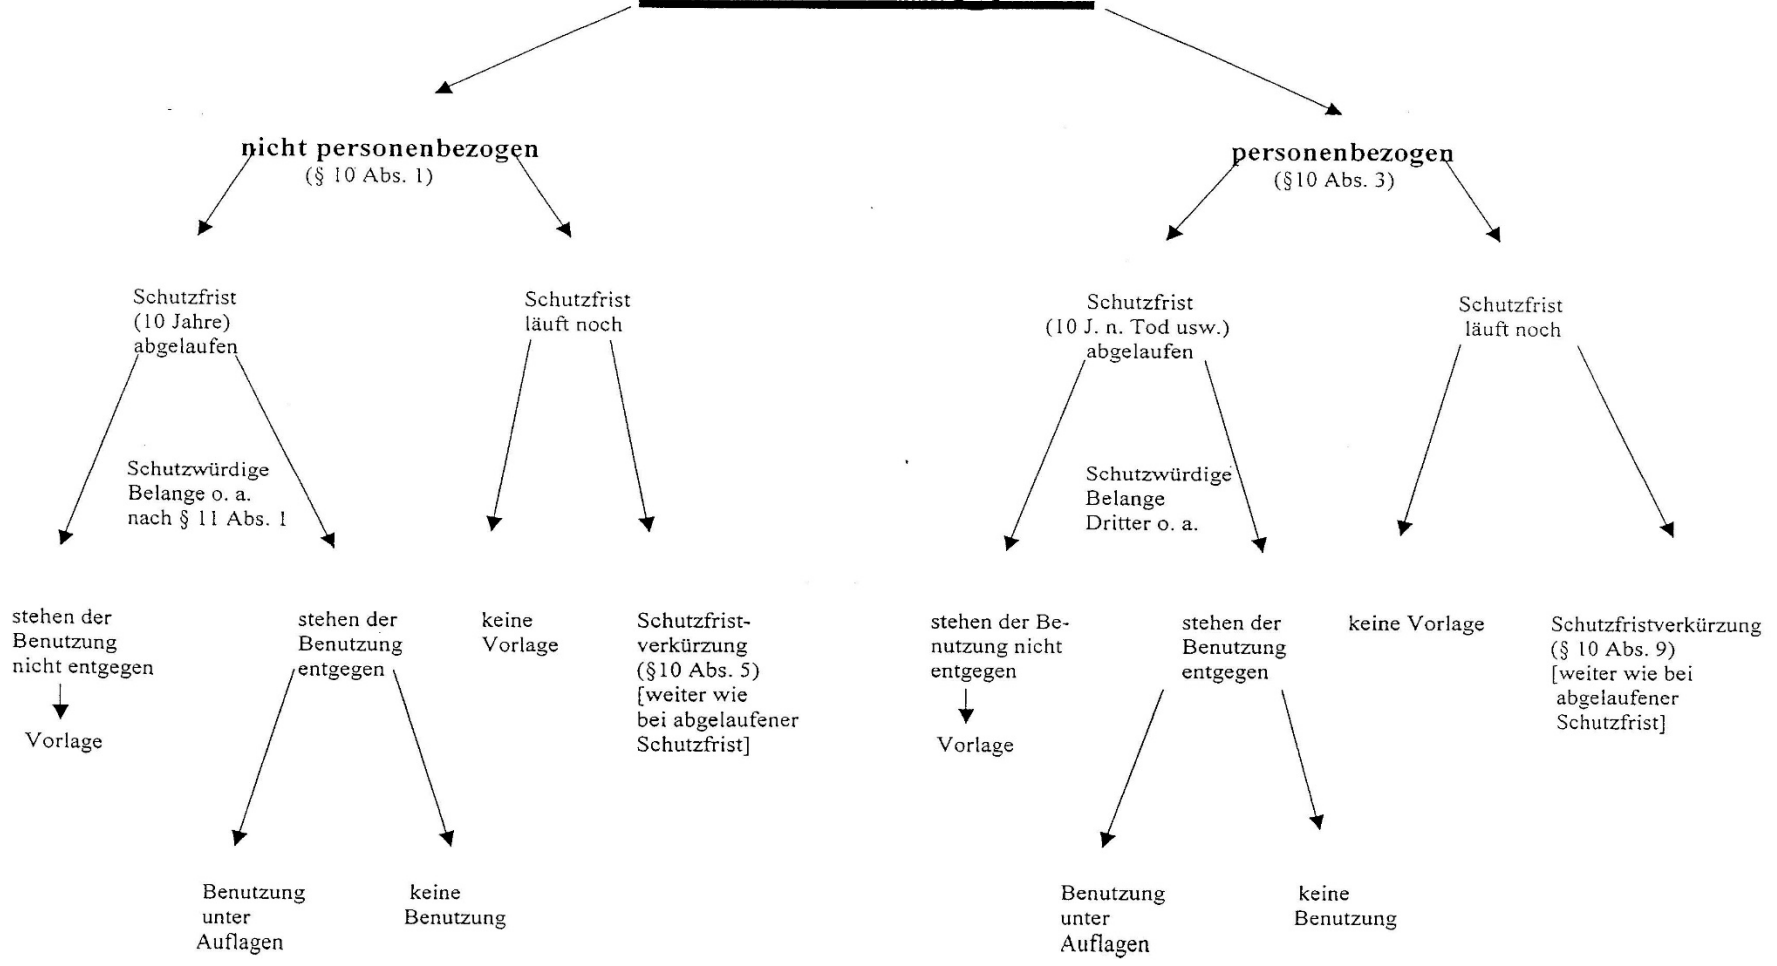 nicht personenbezogen
(§ 10 Abs. 1)
Schutzfrist
(10 Jahre)
abgelaufen
Schutzfrist
läuft noch
Schutzwürdige
Belange o. a.
nach § 11 Abs. 1
stehen der
Benutzung
nicht entgegen
Vorlage
stehen der
Benutzung
entgegen
Benutzung
unter
Auflagen
keine
Benutzung
keine
Vorlage
Schutzfrist-
verkürzung
(§10 Abs. 5)
[weiter wie
bei abgelaufener
Schutzfrist]
personenbezogen
(§10 Abs. 3)
Schutzfrist
(10 J. n. Tod usw.)
abgelaufen
Schutzfrist
läuft noch
Schutzwürdige
Belange
Dritter o. a.
stehen der Be-
nutzung nicht
entgegen
Vorlage
stehen der
Benutzung
entgegen
Benutzung
unter
Auflagen
keine
Benutzung
keine Vorlage
Schutzfristverkürzung
(§ 10 Abs. 9)
[weiter wie bei
abgelaufener
Schutzfrist]